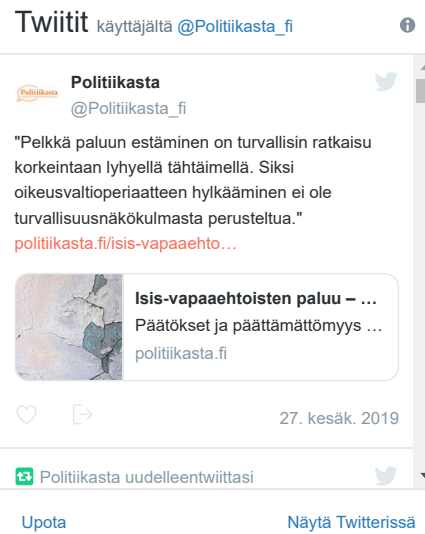 Twiitit käyttäjältä @Politiikasta_fi
Politiikasta
Politiikasta
@Politiikasta_fi
"Pelkkä paluun estäminen on turvallisin ratkaisu
korkeintaan lyhyellä tähtäimellä. Siksi
oikeusvaltioperiaatteen hylkääminen ei ole
turvallisuusnäkökulmasta perusteltua."
politiikasta.fi/isis-vapaaehto…
Isis-vapaaehtoisten paluu – …
Päätökset ja päättämättömyys …
politiikasta.fi
27. kesäk. 2019
Politiikasta uudelleentwiittasi
Upota
Näytä Twitterissä